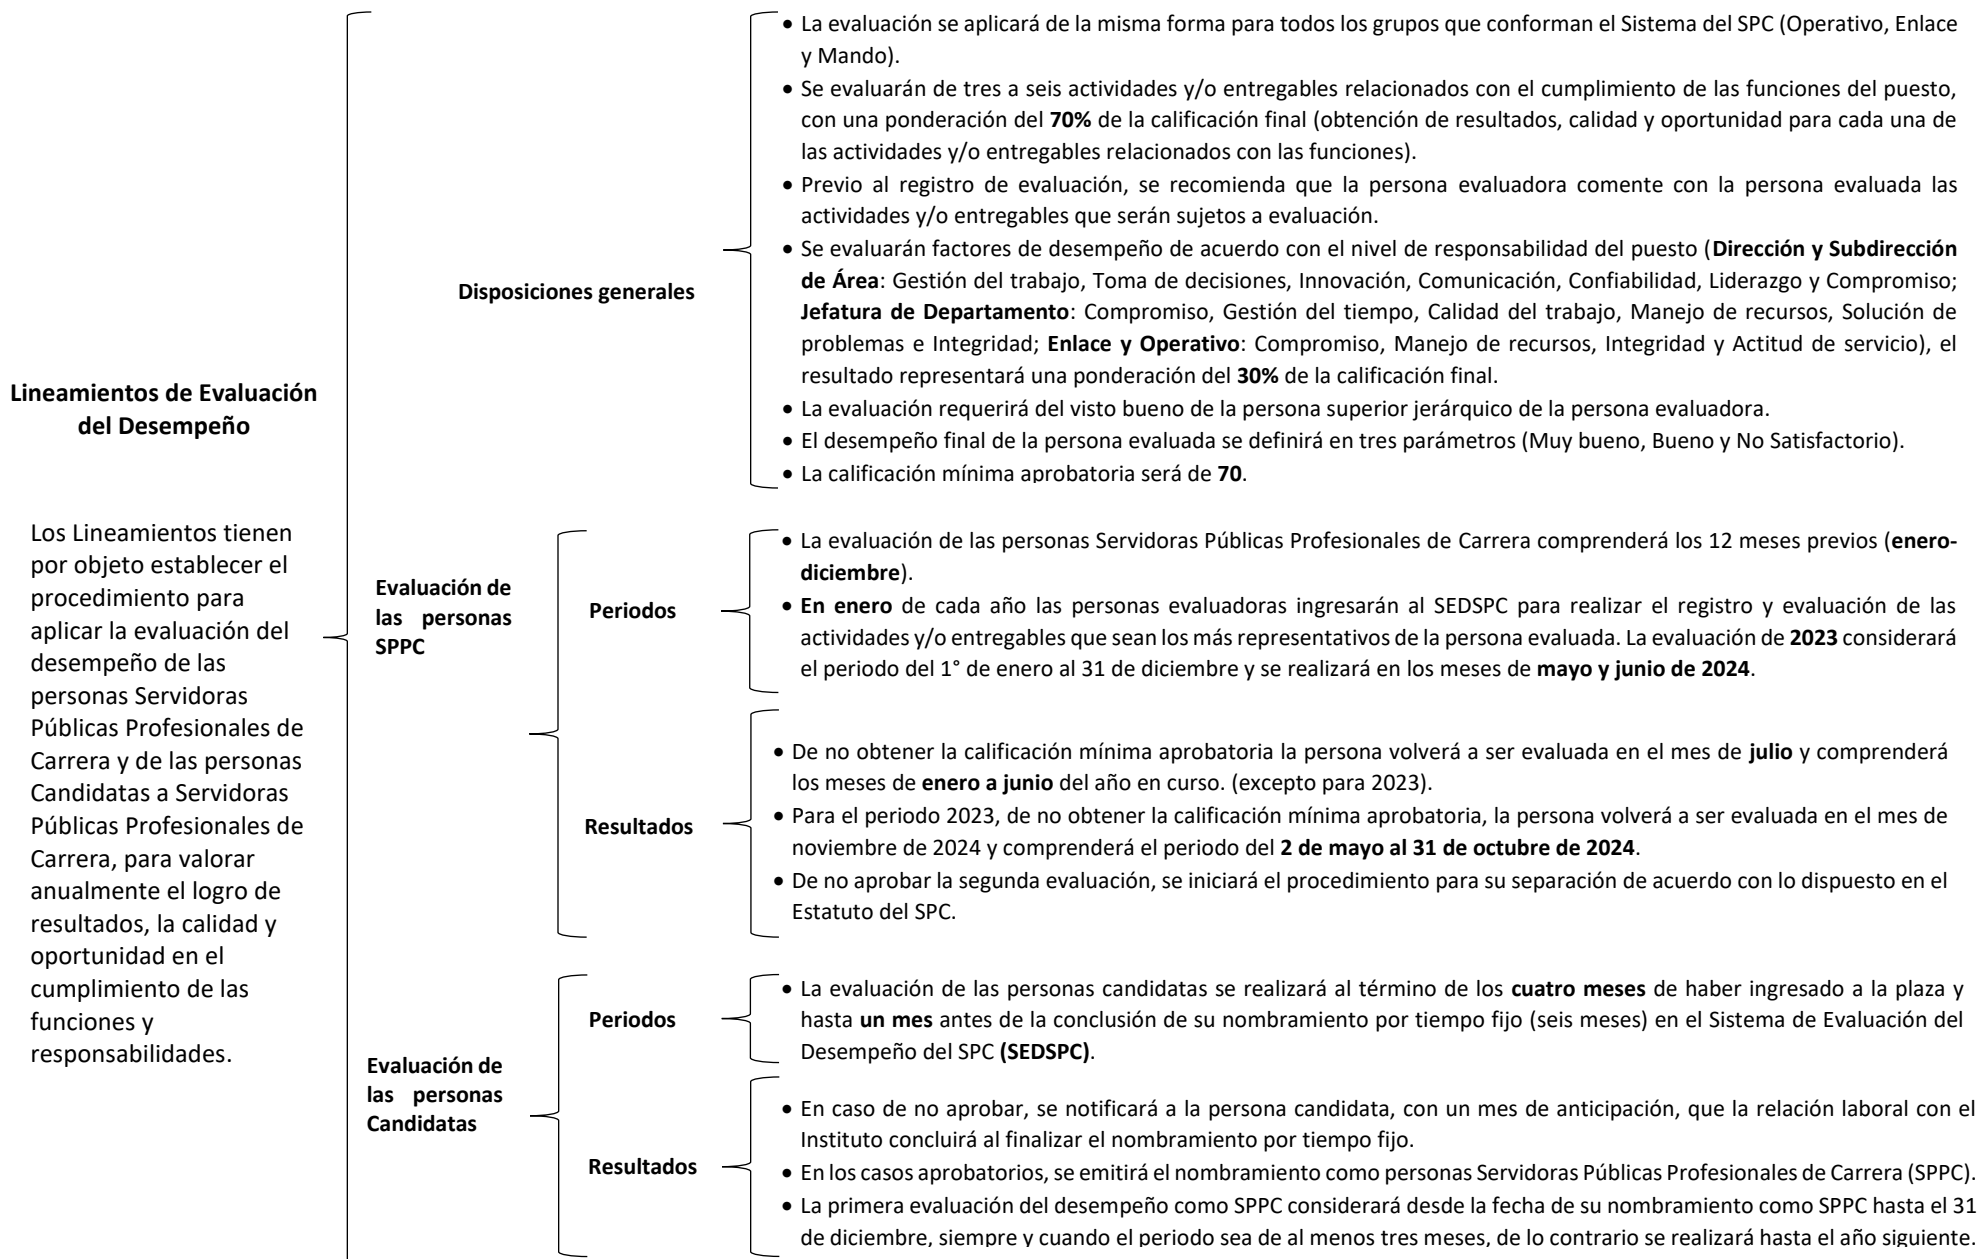 Lineamientos de Evaluación
del Desempeño
Los Lineamientos tienen
por objeto establecer el
procedimiento para
aplicar la evaluación del
desempeño de las
personas Servidoras
Públicas Profesionales de
Carrera y de las personas
Candidatas a Servidoras
Públicas Profesionales de
Carrera, para valorar
anualmente el logro de
resultados, la calidad y
oportunidad en el
cumplimiento de las
funciones y
responsabilidades.
Disposiciones generales
• La evaluación se aplicará de la misma forma para todos los grupos que conforman el Sistema del SPC (Operativo, Enlace
y Mando).
• Se evaluarán de tres a seis actividades y/o entregables relacionados con el cumplimiento de las funciones del puesto,
con una ponderación del 70% de la calificación final (obtención de resultados, calidad y oportunidad para cada una de
las actividades y/o entregables relacionados con las funciones).
• Previo al registro de evaluación, se recomienda que la persona evaluadora comente con la persona evaluada las
actividades y/o entregables que serán sujetos a evaluación.
• Se evaluarán factores de desempeño de acuerdo con el nivel de responsabilidad del puesto (Dirección y Subdirección
de Área: Gestión del trabajo, Toma de decisiones, Innovación, Comunicación, Confiabilidad, Liderazgo y Compromiso;
Jefatura de Departamento: Compromiso, Gestión del tiempo, Calidad del trabajo, Manejo de recursos, Solución de
problemas e Integridad; Enlace y Operativo: Compromiso, Manejo de recursos, Integridad y Actitud de servicio), el
resultado representará una ponderación del 30% de la calificación final.
• La evaluación requerirá del visto bueno de la persona superior jerárquico de la persona evaluadora.
• El desempeño final de la persona evaluada se definirá en tres parámetros (Muy bueno, Bueno y No Satisfactorio).
• La calificación mínima aprobatoria será de 70.
Evaluación de
las personas
SPPC
Periodos
• La evaluación de las personas Servidoras Públicas Profesionales de Carrera comprenderá los 12 meses previos (enero-
diciembre).
• En enero de cada año las personas evaluadoras ingresarán al SEDSPC para realizar el registro y evaluación de las
actividades y/o entregables que sean los más representativos de la persona evaluada. La evaluación de 2023 considerará
el periodo del 1° de enero al 31 de diciembre y se realizará en los meses de mayo y junio de 2024.
Resultados
• De no obtener la calificación mínima aprobatoria la persona volverá a ser evaluada en el mes de julio y comprenderá
los meses de enero a junio del año en curso. (excepto para 2023).
• Para el periodo 2023, de no obtener la calificación mínima aprobatoria, la persona volverá a ser evaluada en el mes de
noviembre de 2024 y comprenderá el periodo del 2 de mayo al 31 de octubre de 2024.
• De no aprobar la segunda evaluación, se iniciará el procedimiento para su separación de acuerdo con lo dispuesto en el
Estatuto del SPC.
Evaluación de
las personas
Candidatas
Periodos
• La evaluación de las personas candidatas se realizará al término de los cuatro meses de haber ingresado a la plaza y
hasta un mes antes de la conclusión de su nombramiento por tiempo fijo (seis meses) en el Sistema de Evaluación del
Desempeño del SPC (SEDSPC).
Resultados
• En caso de no aprobar, se notificará a la persona candidata, con un mes de anticipación, que la relación laboral con el
Instituto concluirá al finalizar el nombramiento por tiempo fijo.
• En los casos aprobatorios, se emitirá el nombramiento como personas Servidoras Públicas Profesionales de Carrera (SPPC).
• La primera evaluación del desempeño como SPPC considerará desde la fecha de su nombramiento como SPPC hasta el 31
de diciembre, siempre y cuando el periodo sea de al menos tres meses, de lo contrario se realizará hasta el año siguiente.